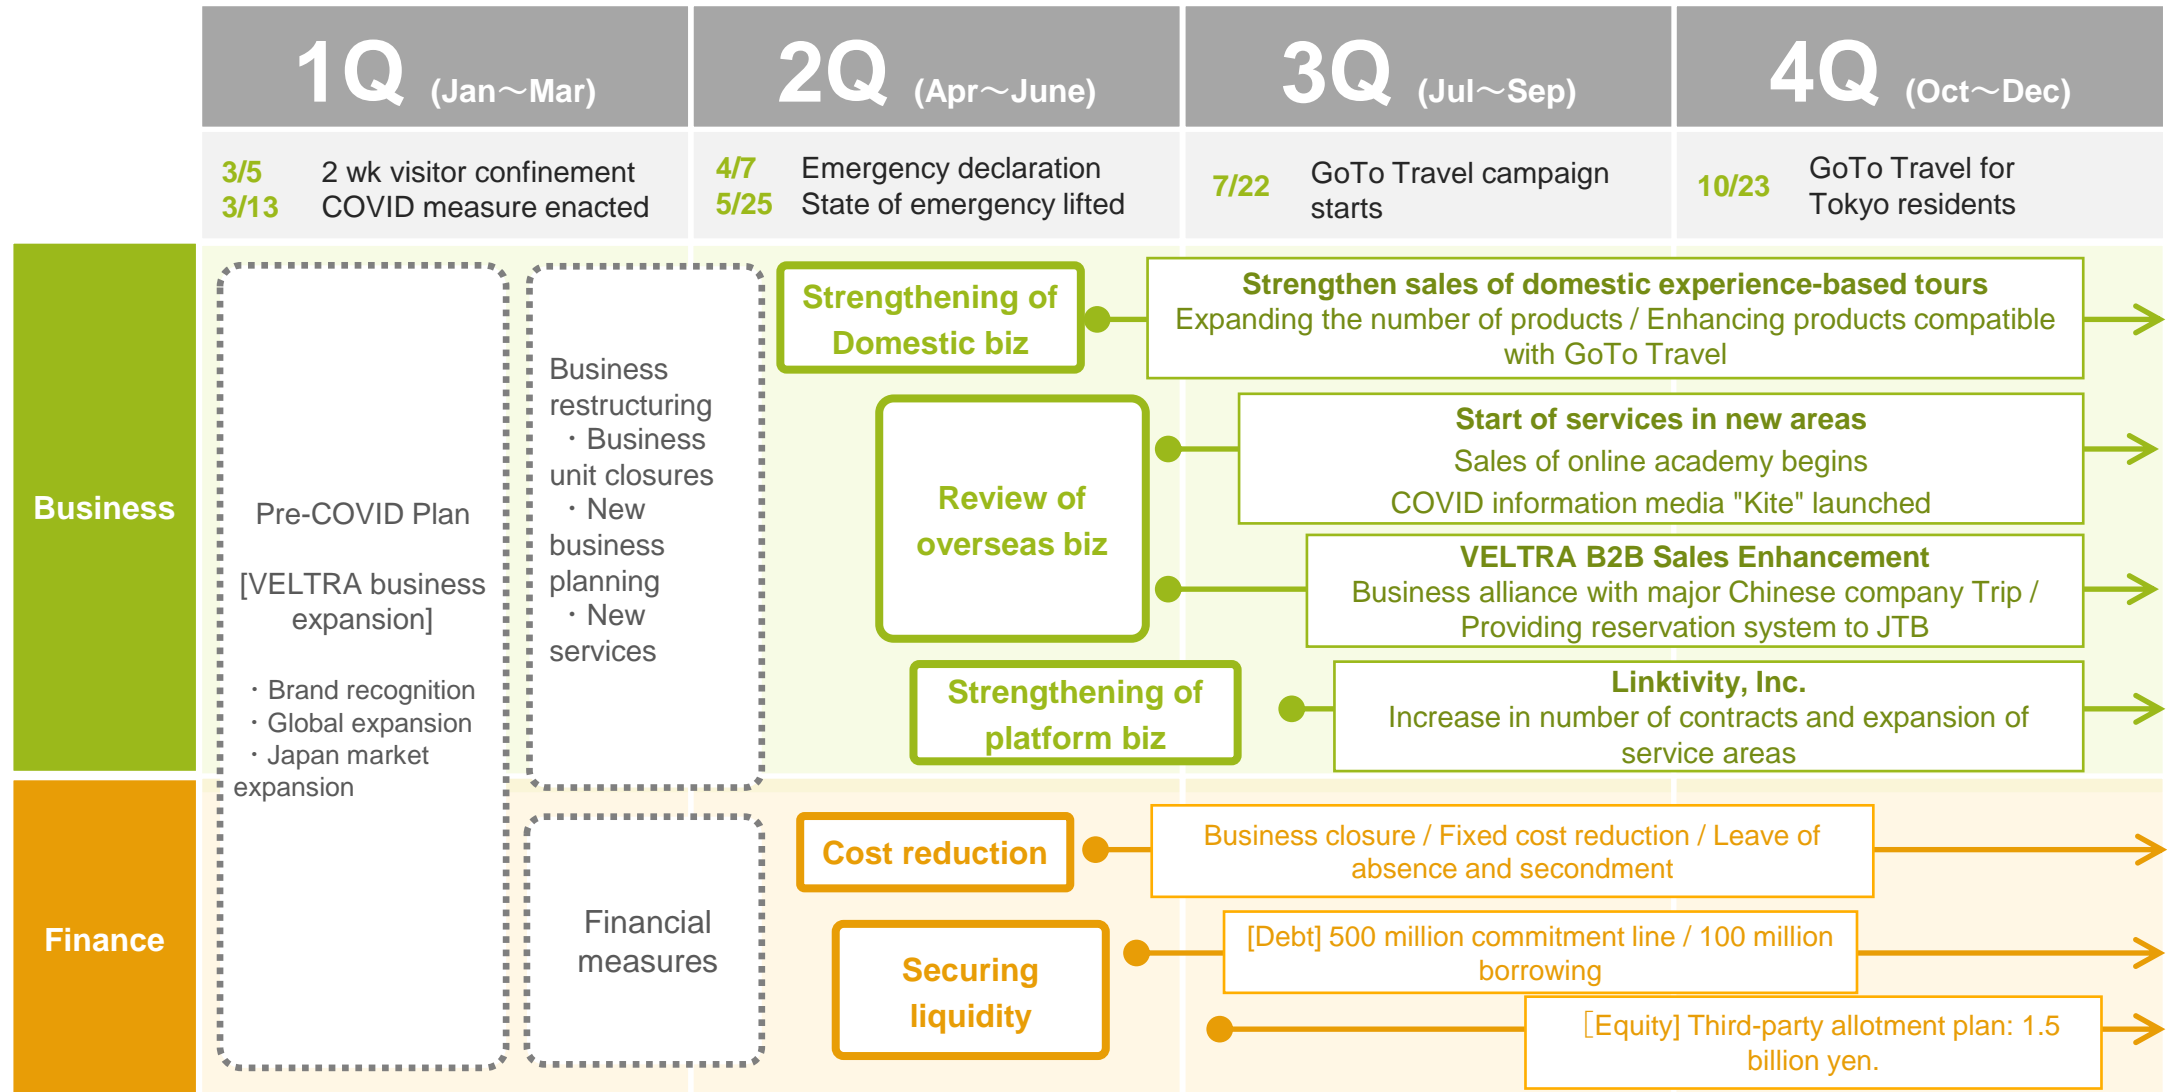 1Q (Jan～Mar)
2Q (Apr～June)
3Q (Jul～Sep)
4Q (Oct～Dec)
3/5 2 wk visitor confinement
3/13 COVID measure enacted
4/7 Emergency declaration
5/25 State of emergency lifted
7/22 GoTo Travel campaign
starts
10/23 GoTo Travel for
Tokyo residents
Business
Pre-COVID Plan
[VELTRA business
expansion]
・Brand recognition
・Global expansion
・Japan market
expansion
Business
restructuring
・Business
unit closures
・New
business
planning
・New
services
Strengthening of
Domestic biz
Strengthen sales of domestic experience-based tours
Expanding the number of products / Enhancing products compatible
with GoTo Travel
Review of
overseas biz
Start of services in new areas
Sales of online academy begins
COVID information media "Kite" launched
VELTRA B2B Sales Enhancement
Business alliance with major Chinese company Trip /
Providing reservation system to JTB
Strengthening of
platform biz
Linktivity, Inc.
Increase in number of contracts and expansion of
service areas
Finance
Financial
measures
Cost reduction
Business closure / Fixed cost reduction / Leave of
absence and secondment
Securing
liquidity
[Debt] 500 million commitment line / 100 million
borrowing
［Equity] Third-party allotment plan: 1.5
billion yen.